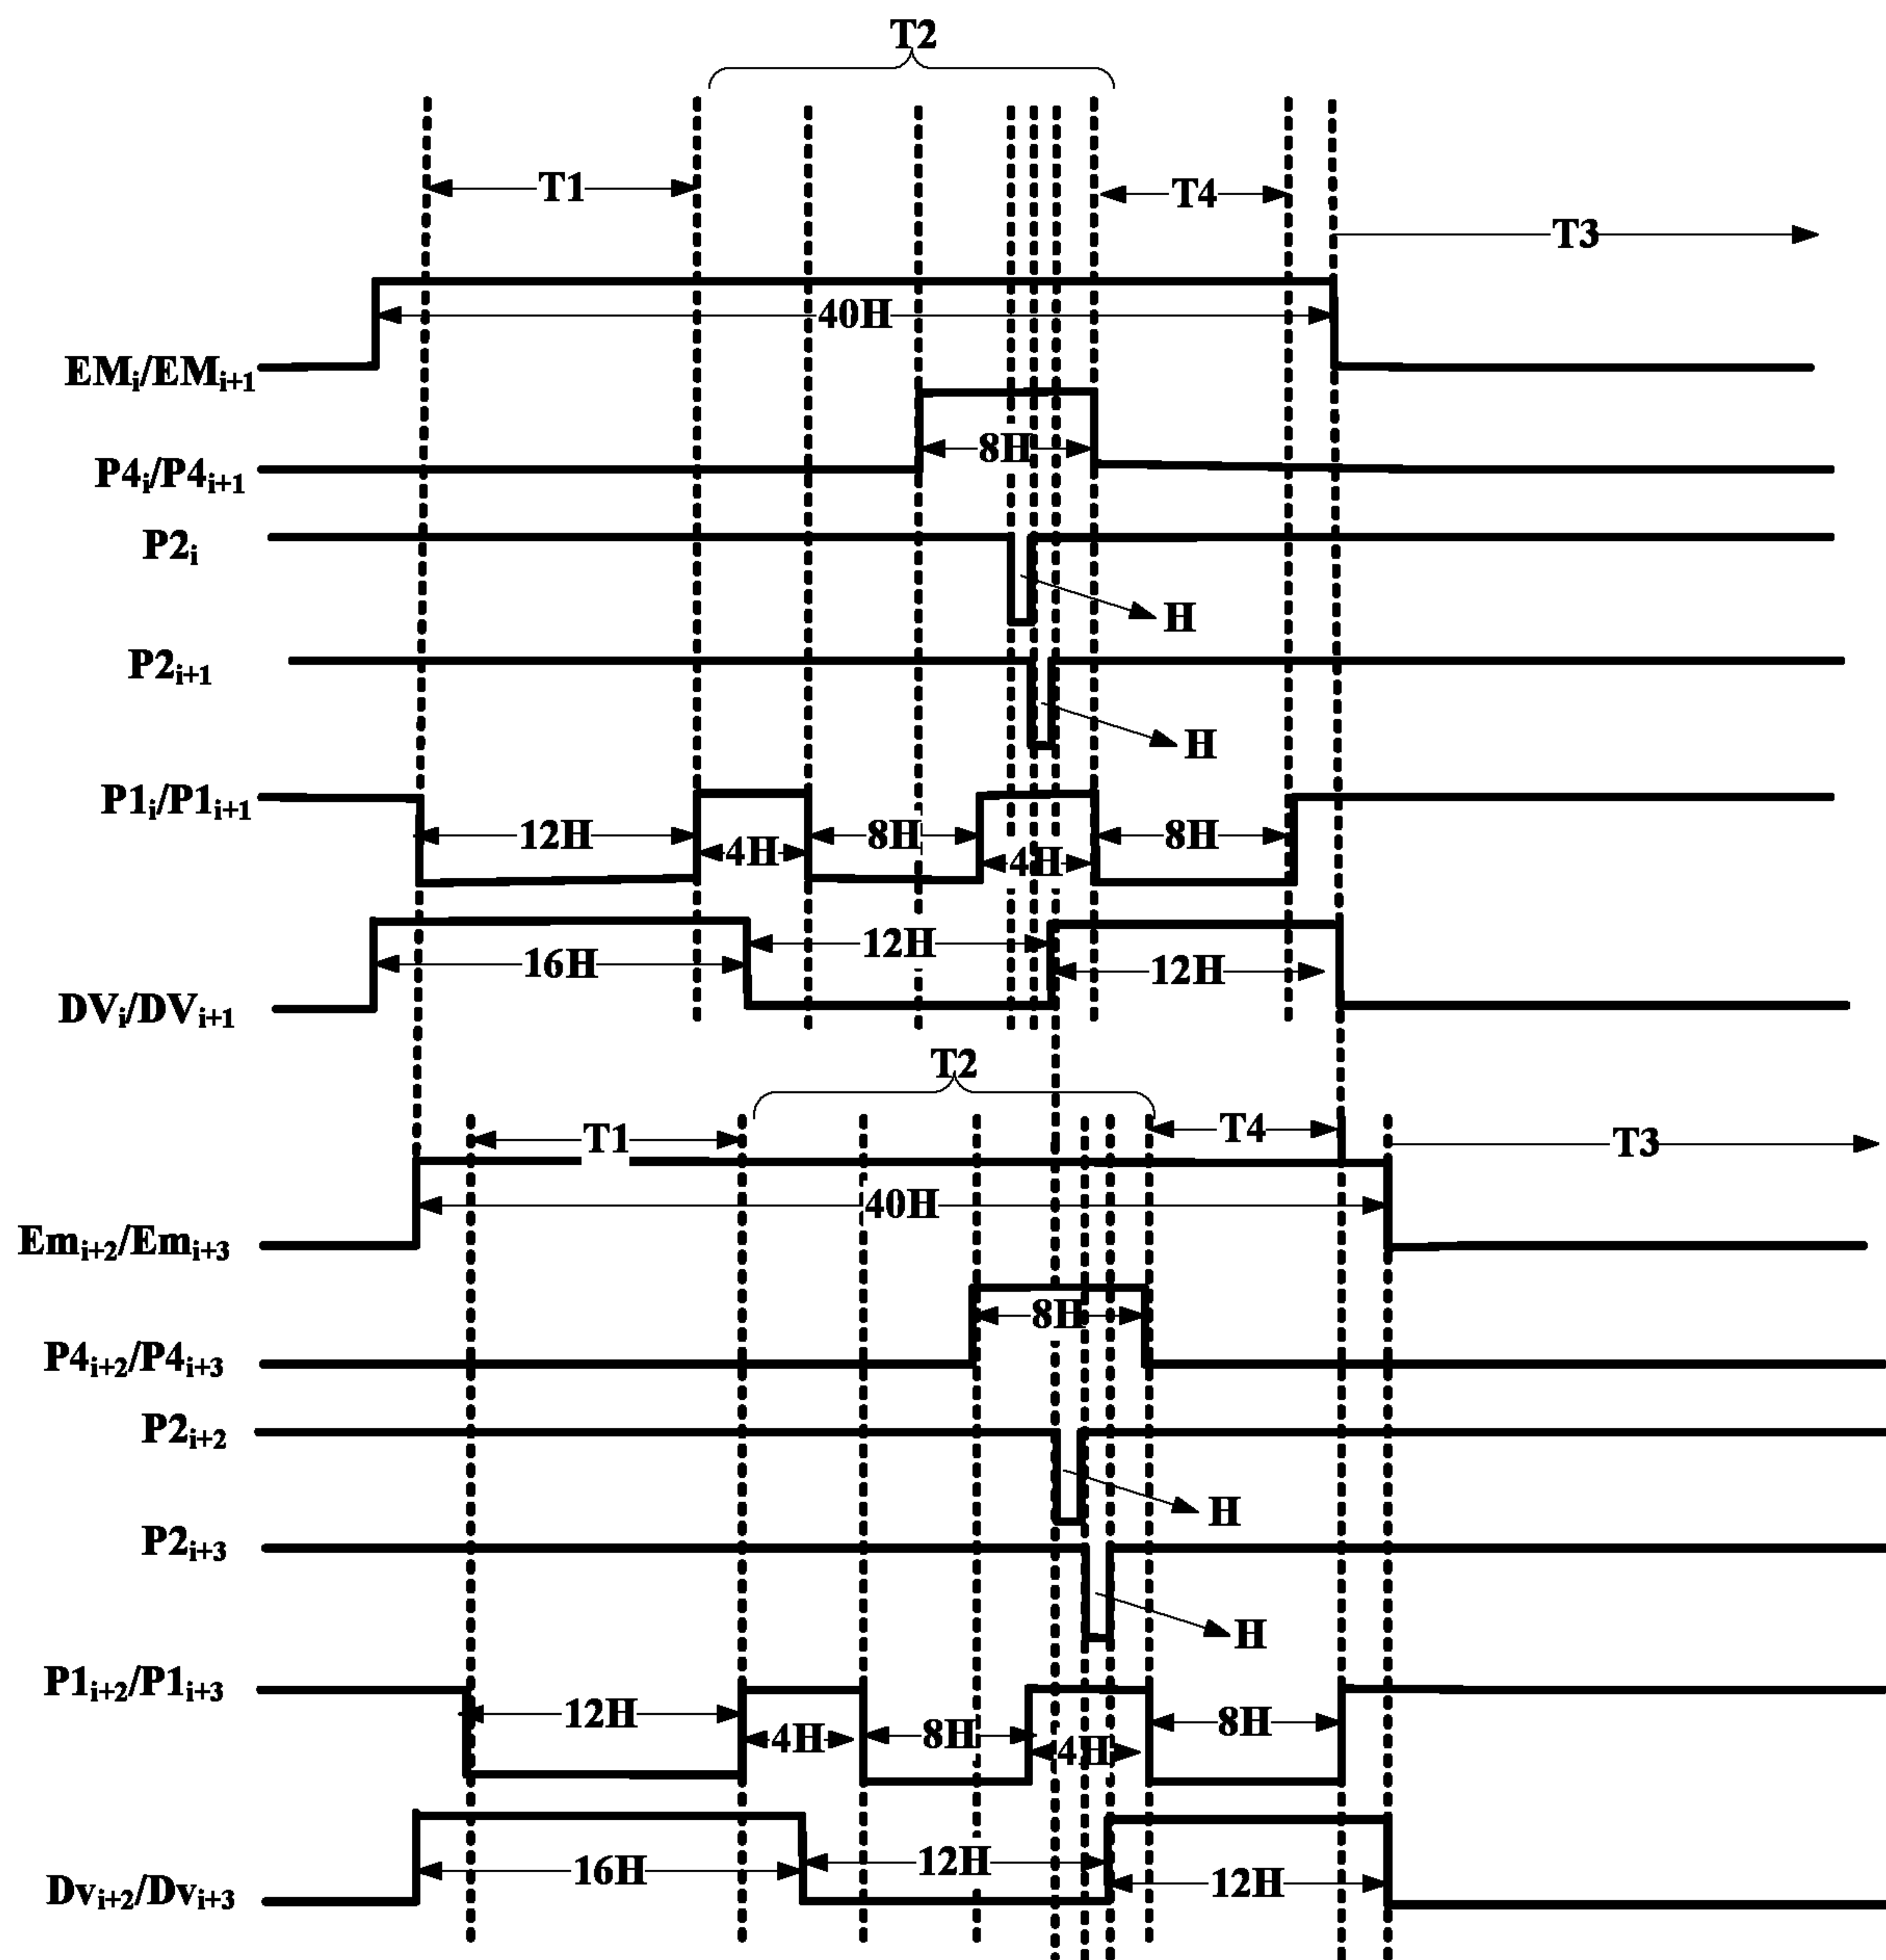 T2
T1
T4
T3
40H
EMi/EMi+1
8H
P4i/P4i+1
P2i
H
P2i+1
H
P1i/P1i+1
12H
4H
8H
4H
8H
12H
16H
12H
DVi/DVi+1
T2
T1
T4
T3
40H
Emi+2/Emi+3
8H
P4i+2/P4i+3
P2i+2
H
P2i+3
H
P1i+2/P1i+3
12H
4H
8H
4H
8H
16H
12H
12H
Dvi+2/Dvi+3